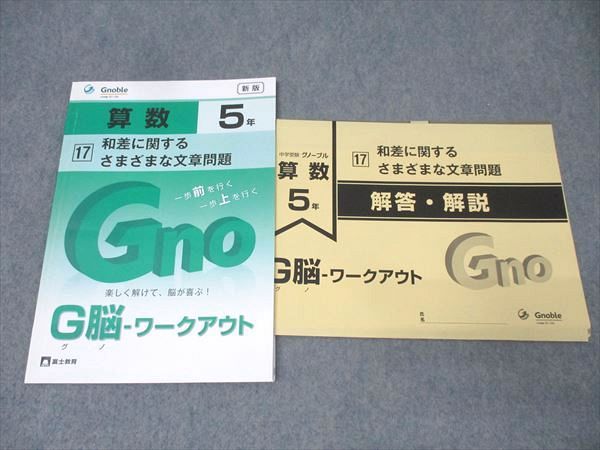 Gnoble
新版
算数
5年
17
和差に関する
さまざまな文章問題
一歩前を行く
一歩上を行く
Gno
楽しく解けて、脳が喜ぶ！
G脳-ワークアウト
グ ノ
富士教育
中学受験 グノーブル
算数
5年
17
和差に関する
さまざまな文章問題
解答・解説
Gno
G脳-ワークアウト
グ ノ
氏名
Gnoble